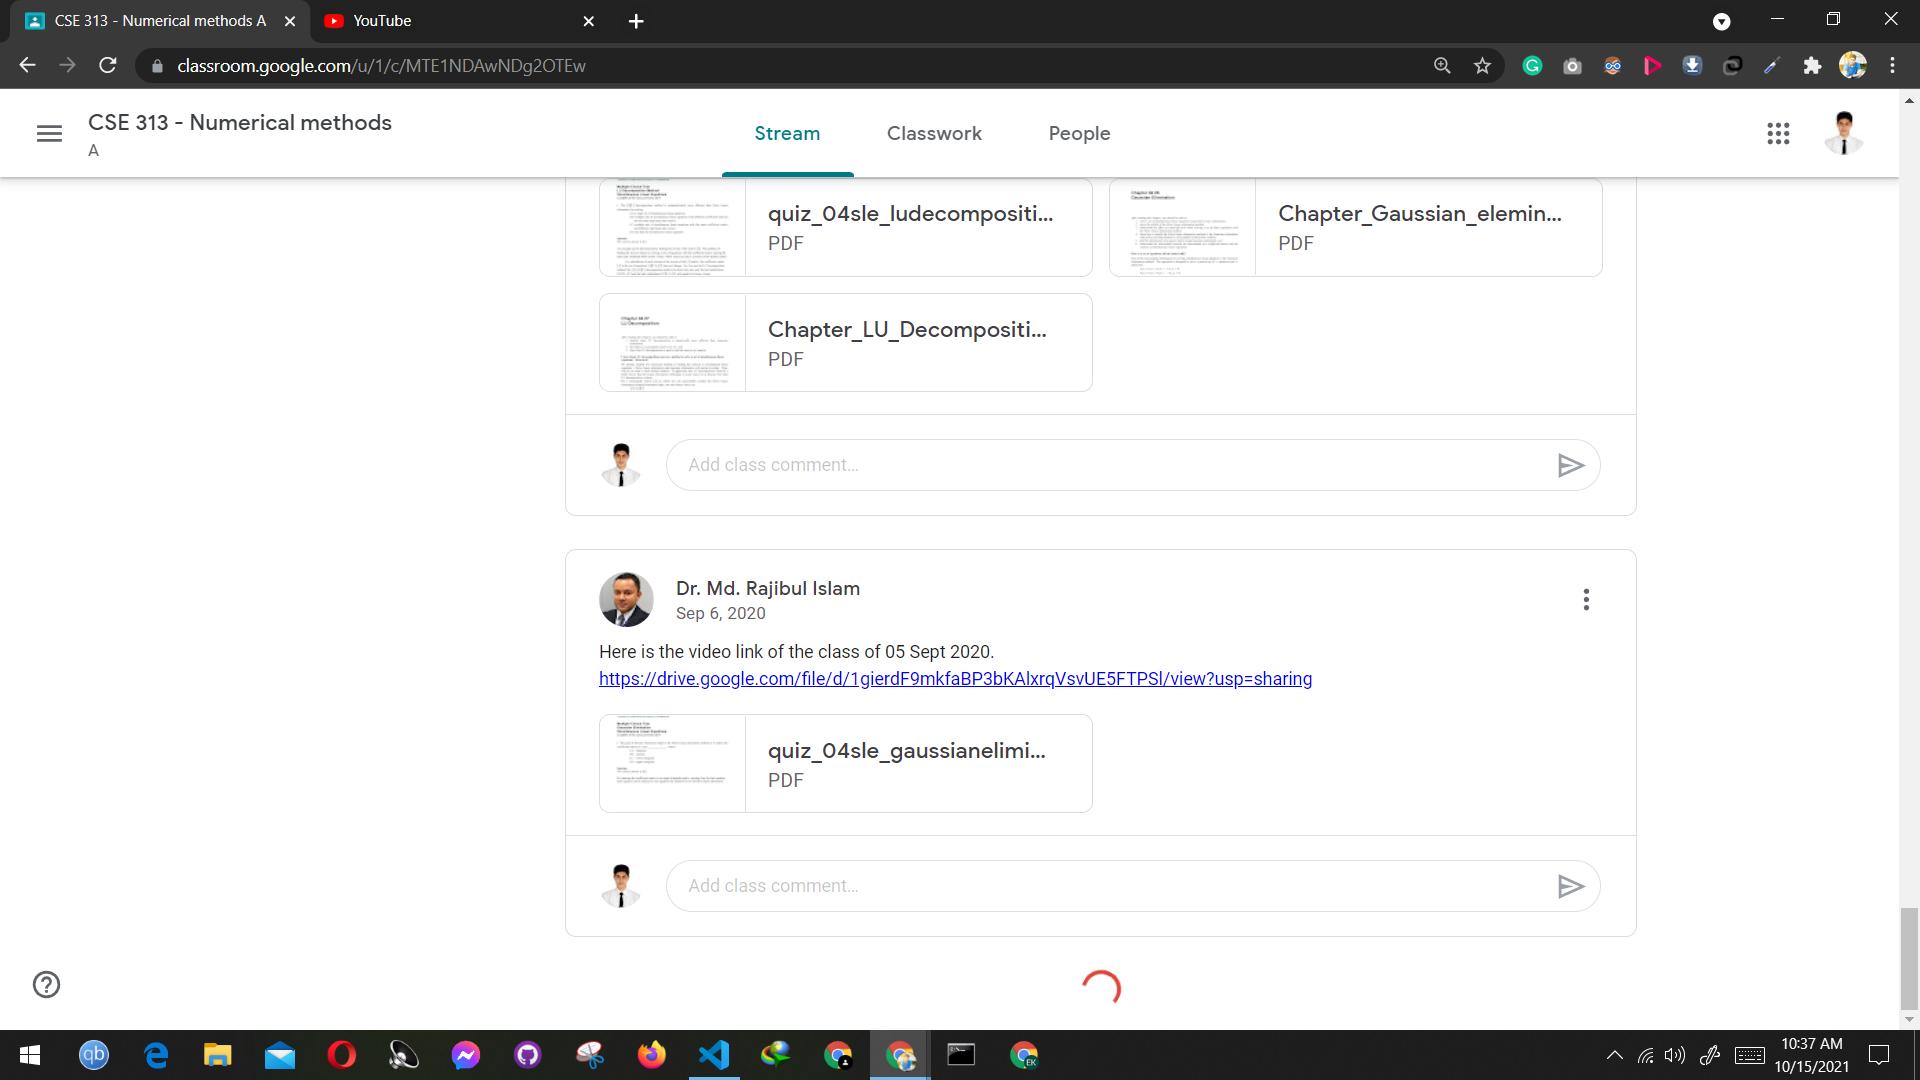 CSE 313 - Numerical methods A
YouTube
classroom.google.com/u/1/c/MTE1NDAwNDg2OTEw
CSE 313 - Numerical methods
A
Stream
Classwork
People
quiz_04sle_ludecompositi...
PDF
Chapter_Gaussian_elemin...
PDF
Chapter_LU_Decompositi...
PDF
Add class comment...
Dr. Md. Rajibul Islam
Sep 6, 2020
Here is the video link of the class of 05 Sept 2020.
https://drive.google.com/file/d/1gierdF9mkfaBP3bKAlxrqVsvUE5FTPSl/view?usp=sharing
quiz_04sle_gaussianelimi...
PDF
Add class comment...
qb
EK
10:37 AM
10/15/2021